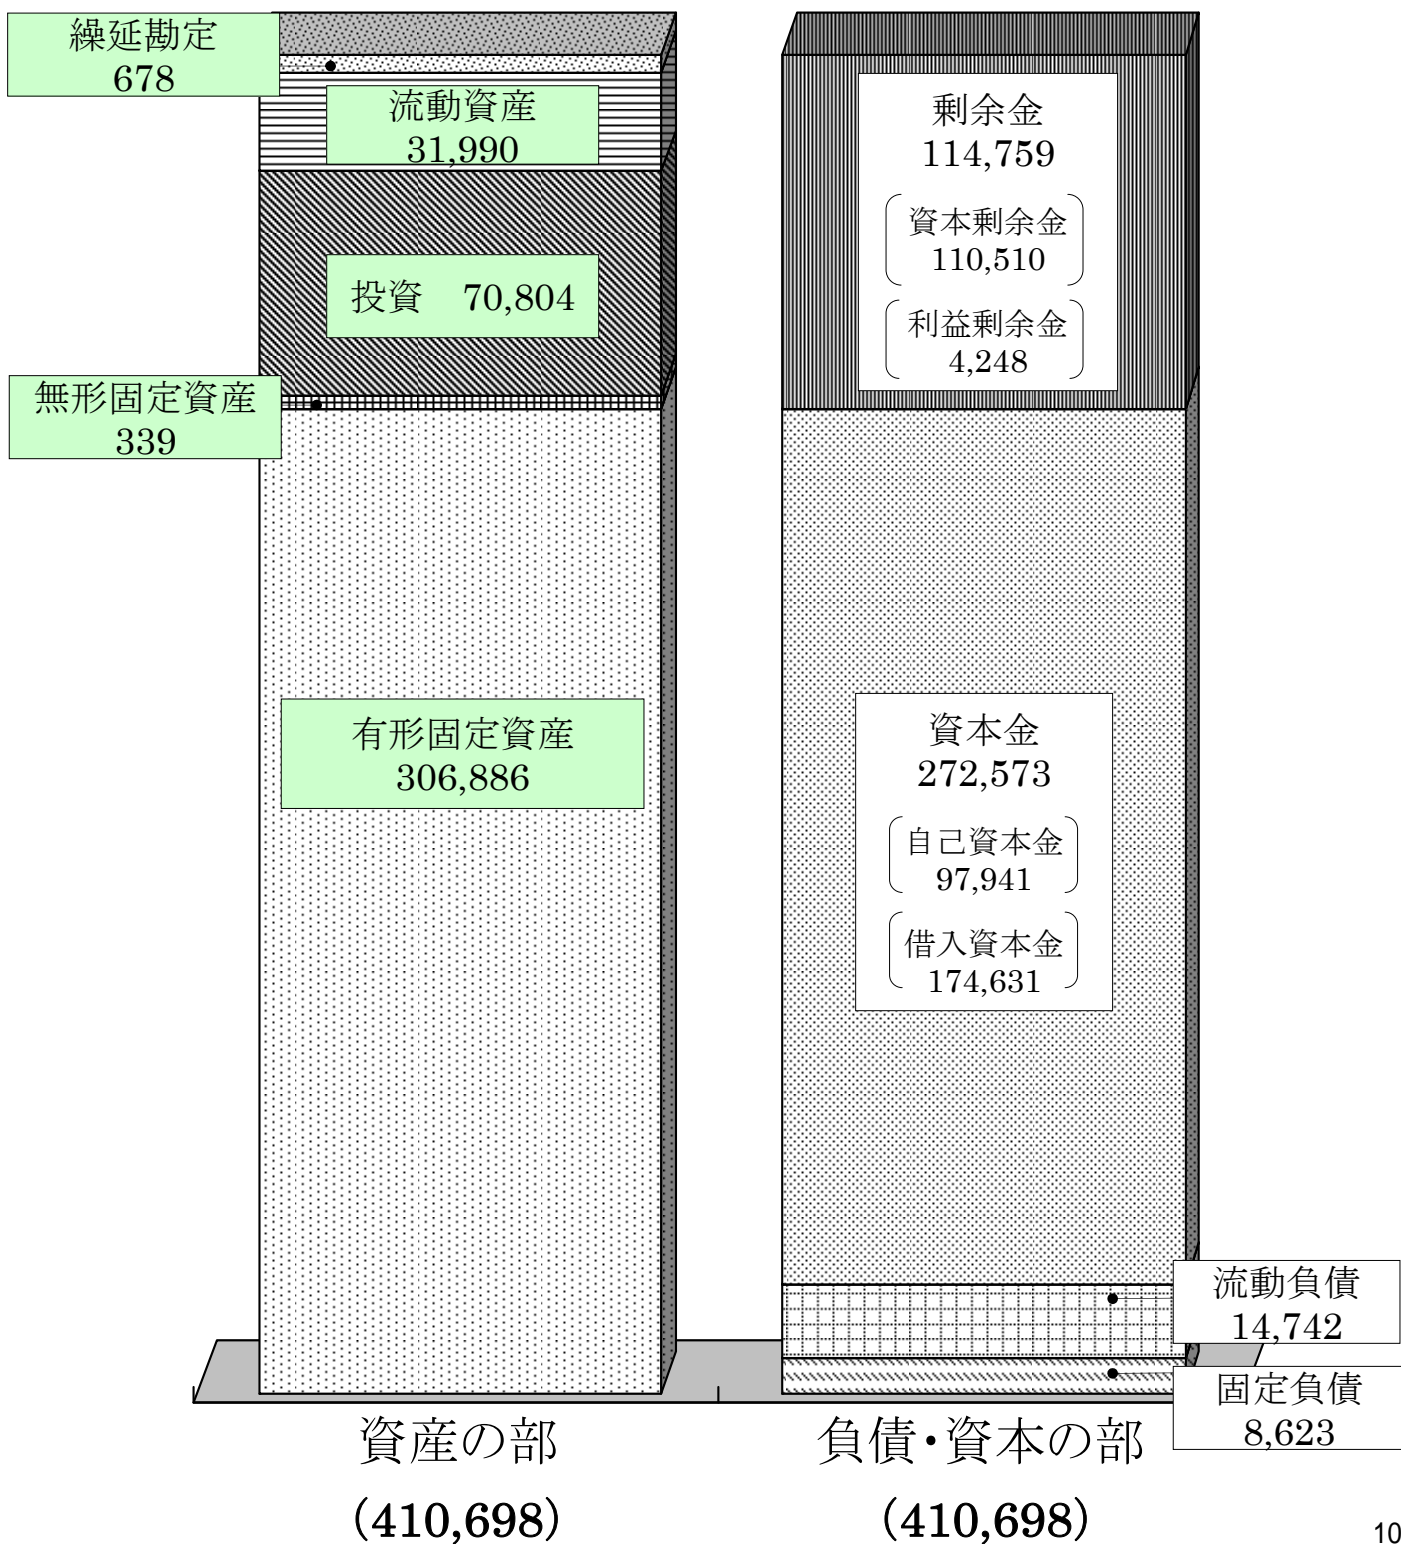 繰延勘定
678
流動資産
31,990
投資　70,804
無形固定資産
339
有形固定資産
306,886
剰余金
114,759
資本剰余金
110,510
利益剰余金
4,248
資本金
272,573
自己資本金
97,941
借入資本金
174,631
流動負債
14,742
固定負債
8,623
資産の部
（410,698）
負債・資本の部
（410,698）
10